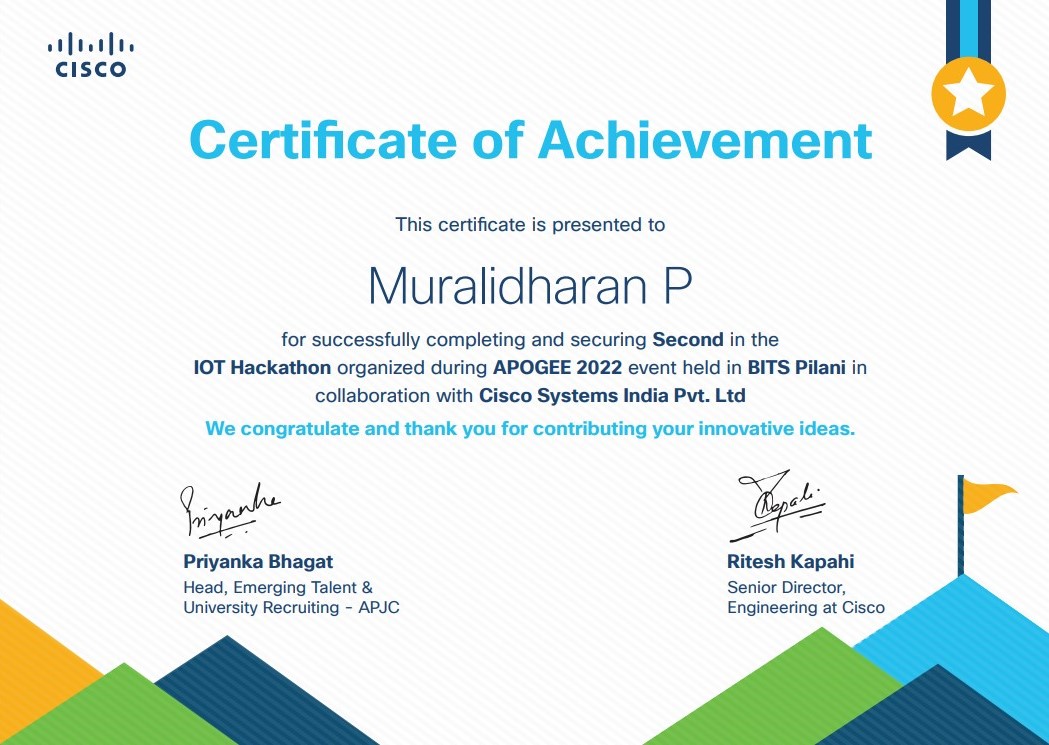 CISCO
Certificate of Achievement
This certificate is presented to
Muralidharan P
for successfully completing and securing Second in the
IOT Hackathon organized during APOGEE 2022 event held in BITS Pilani in
collaboration with Cisco Systems India Pvt. Ltd
We congratulate and thank you for contributing your innovative ideas.
Priyanka
Kapahi
Priyanka Bhagat
Head, Emerging Talent &
University Recruiting - APJC
Ritesh Kapahi
Senior Director,
Engineering at Cisco